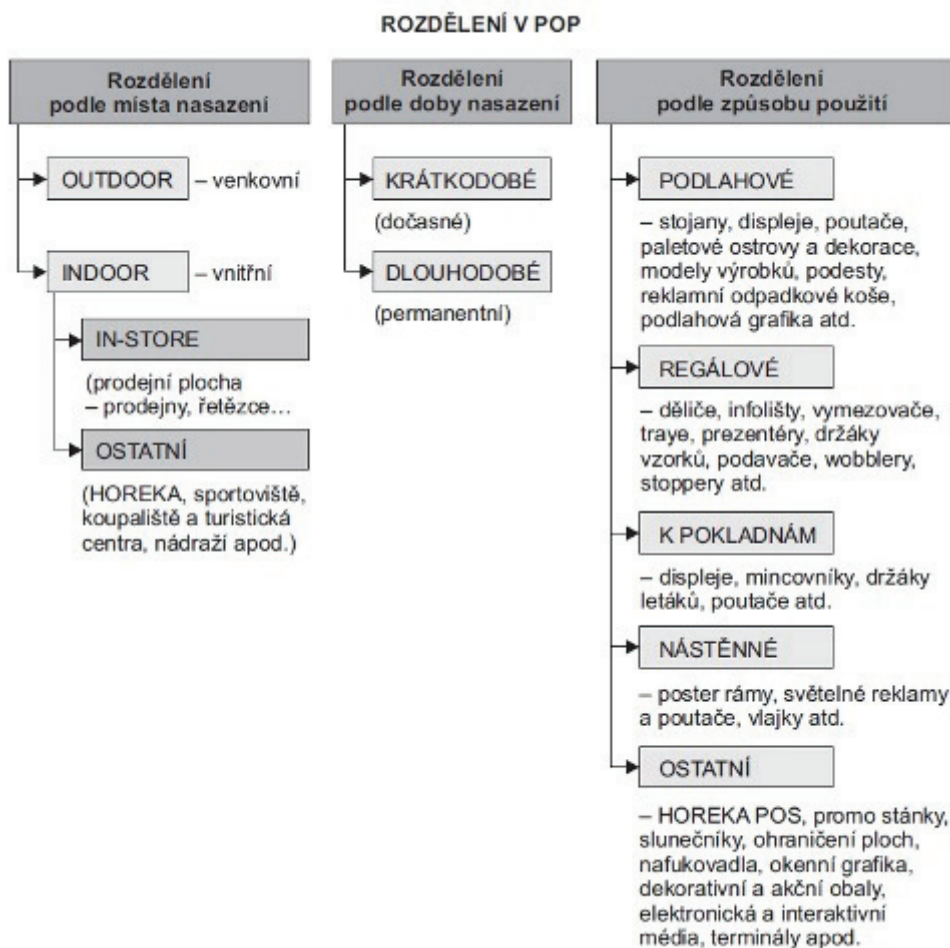 ROZDĚLENÍ V POP
Rozdělení
podle místa nasazení
OUTDOOR – venkovní
INDOOR – vnitřní
IN-STORE
(prodejní plocha
– prodejny, řetězce...
OSTATNÍ
(HOREKA, sportoviště,
koupaliště a turistická
centra, nádraží apod.)
Rozdělení
podle doby nasazení
KRÁTKODOBÉ
(dočasné)
DLOUHODOBÉ
(permanentní)
Rozdělení
podle způsobu použití
PODLAHOVÉ
– stojany, displeje, poutače,
paletové ostrovy a dekorace,
modely výrobků, podesty,
reklamní odpadkové koše,
podlahová grafika atd.
REGÁLOVÉ
– děliče, infolišty, vymezovače,
traye, prezentéry, držáky
vzorků, podavače, wobblery,
stoppery atd.
K POKLADNÁM
– displeje, mincovníky, držáky
letáků, poutače atd.
NÁSTĚNNÉ
– poster rámy, světelné reklamy
a poutače, vlajky atd.
OSTATNÍ
– HOREKA POS, promo stánky,
slunečníky, ohraničení ploch,
nafukovadla, okenní grafika,
dekorativní a akční obaly,
elektronická a interaktivní
média, terminály apod.